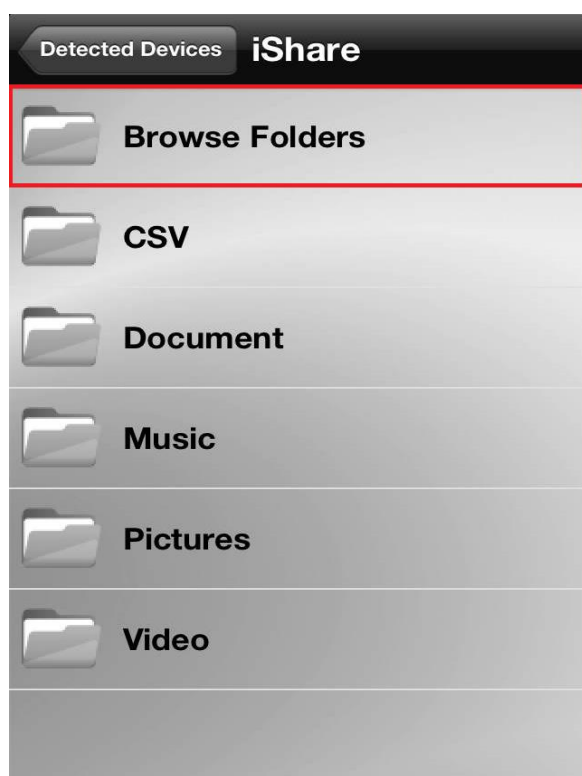 Detected Devices iShare
Browse Folders
CSV
Document
Music
Pictures
Video